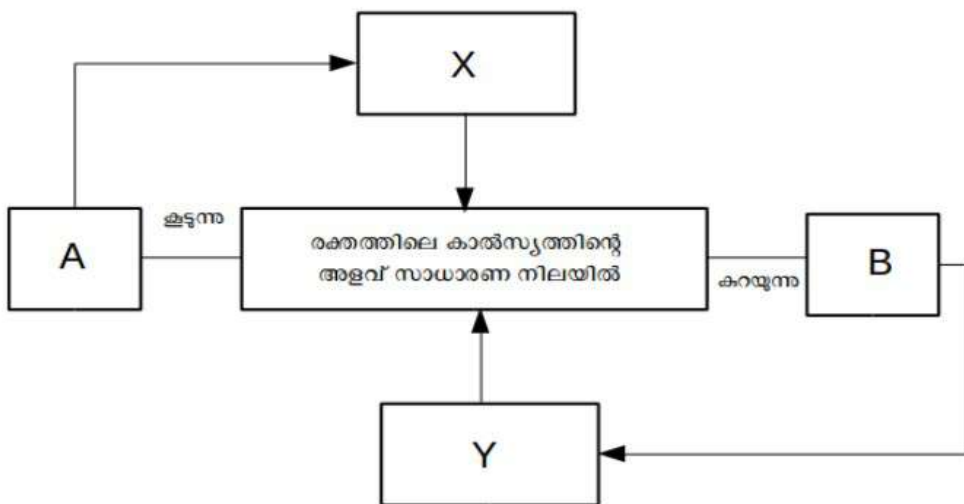 X
A
കൂടുന്നു
രക്തത്തിലെ കാൽസ്യത്തിന്റെ
അളവ് സാധാരണ നിലയിൽ
കുറയുന്നു
B
Y